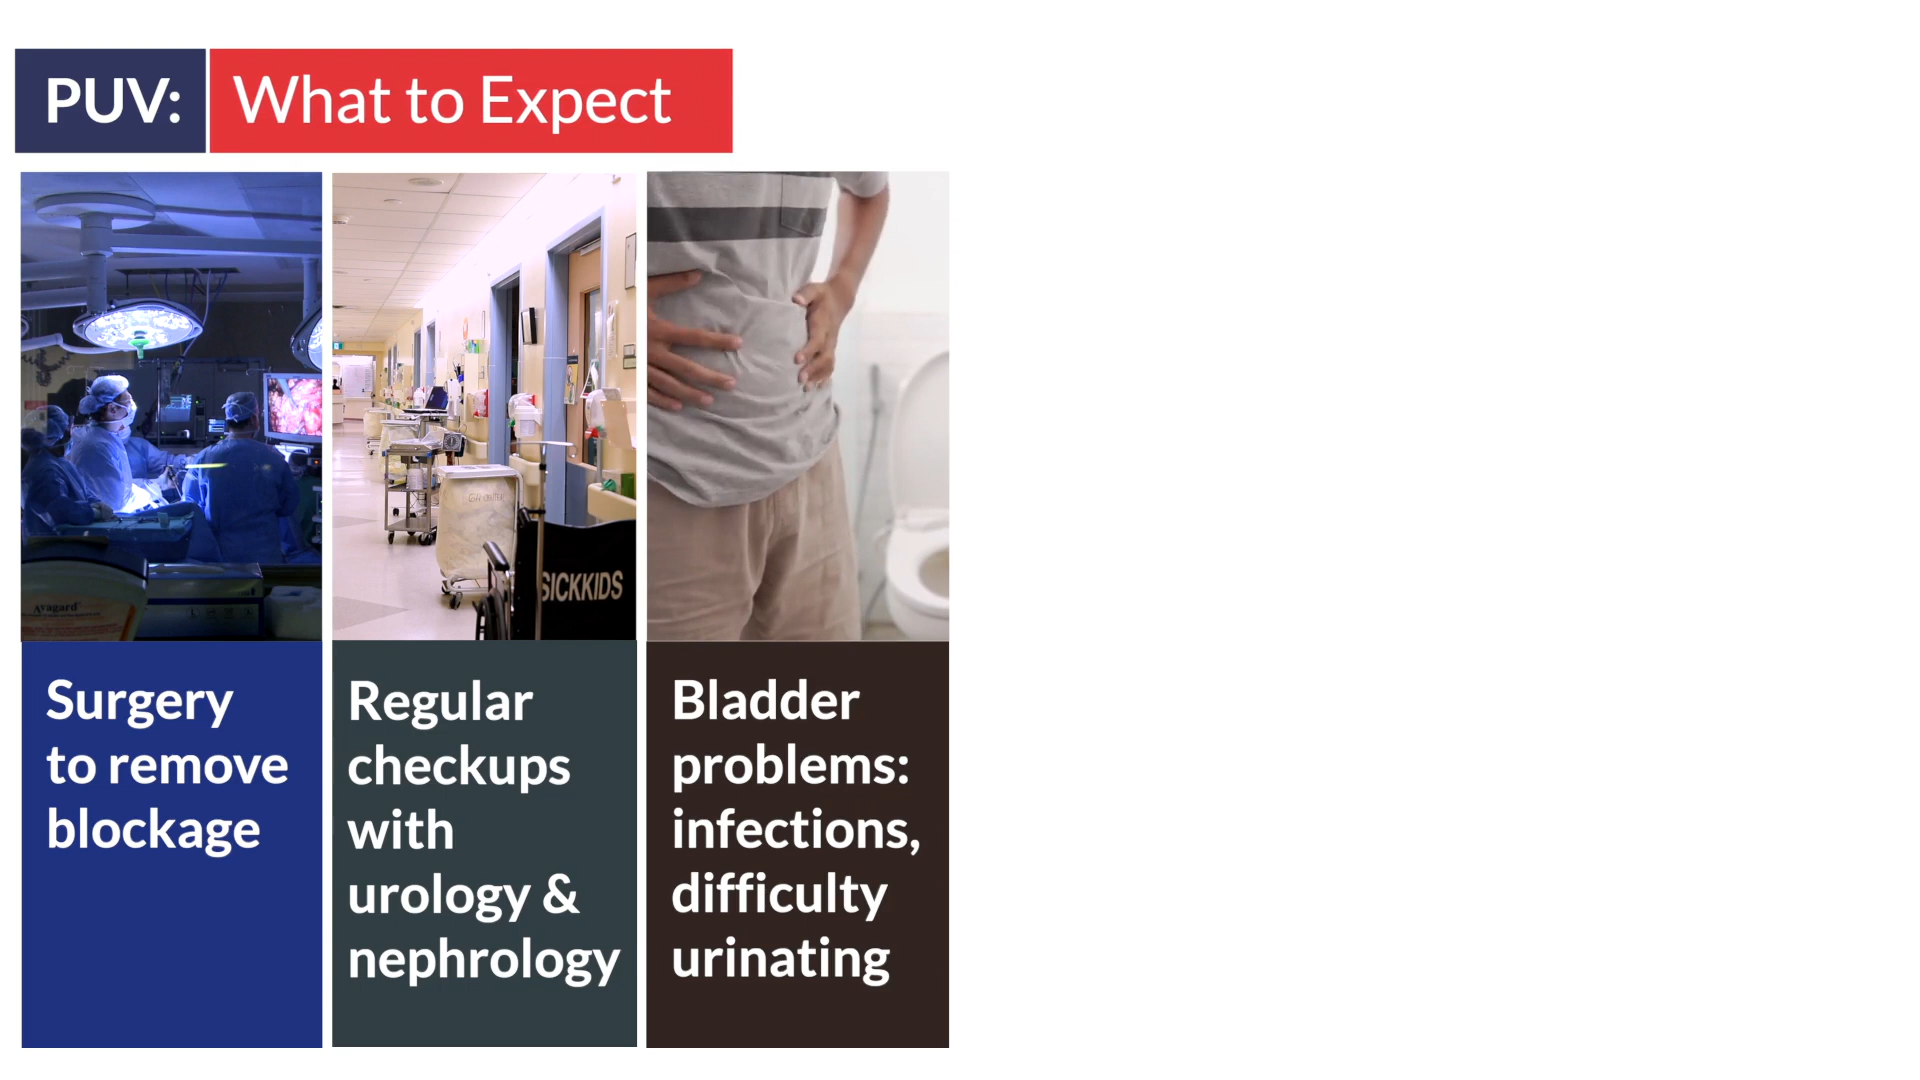 PUV: What to Expect
Surgery
to remove
blockage
Regular
checkups
with
urology &
nephrology
Bladder
problems:
infections,
difficulty
urinating
SICKKIDS
Avagard